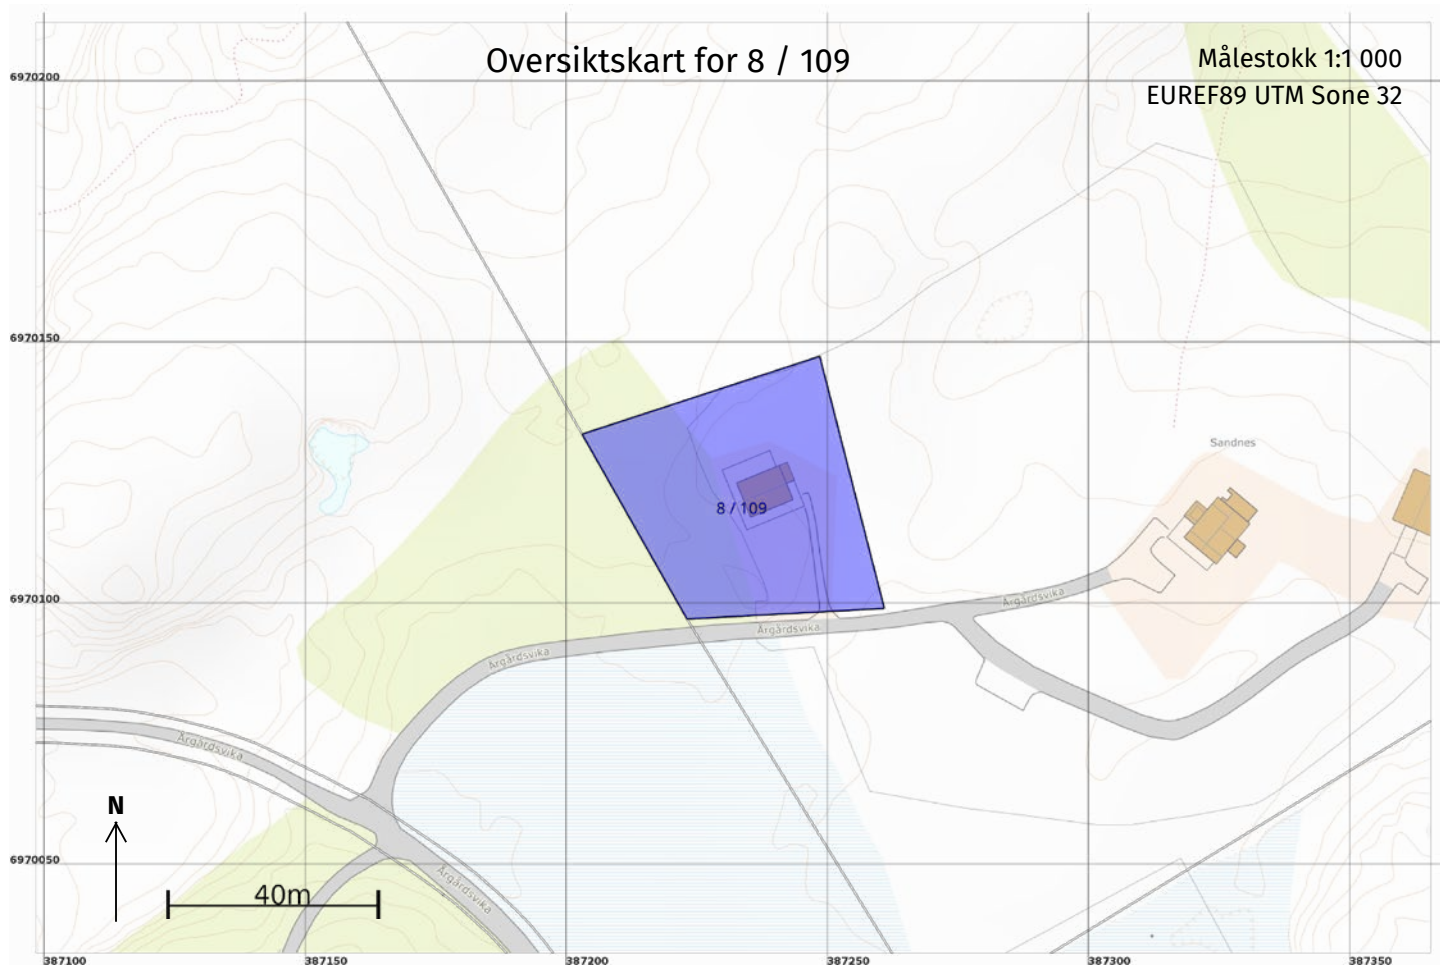 Oversiktskart for 8 / 109
Målestokk 1:1 000
EUREF89 UTM Sone 32
6970200
6970150
Sandnes
8 / 109
6970100
Årgårdsvika
Årgårdsvika
Årgårdsvika
Årgårdsvika
N
6970050
Årgårdsvika
40m
387100
387150
387200
387250
387300
387350